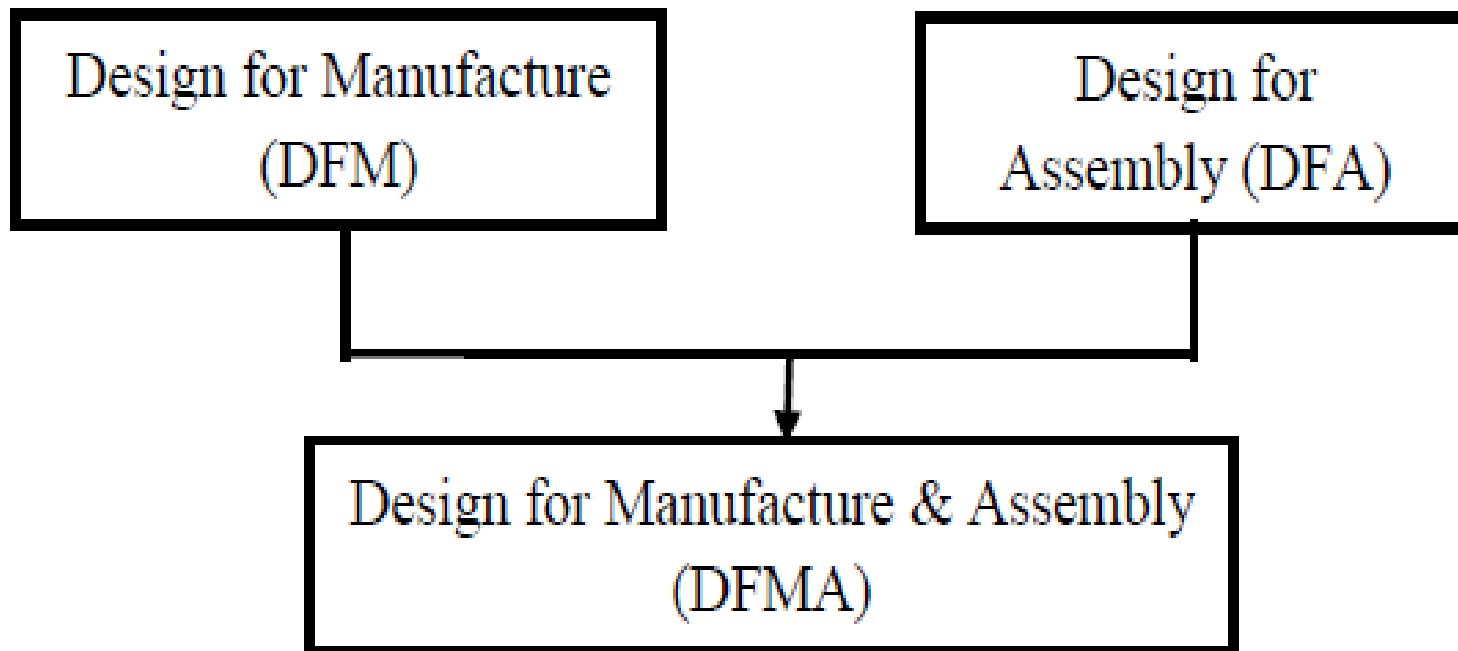 Design for Manufacture
(DFM)
Design for
Assembly (DFA)
Design for Manufacture & Assembly
(DFMA)